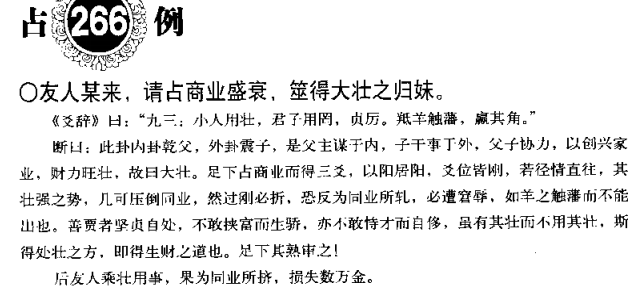 占 266 例
○友人某来，请占商业盛衰，筮得大壮之归妹。
《爻辞》曰：“九三：小人用壮，君子用罔，贞厉。羝羊触藩，羸其角。”
断曰：此卦内卦乾父，外卦震子，是父主谋于内，子干事于外，父子协力，以创兴家
业，财力旺壮，故曰大壮。足下占商业而得三爻，以阳居阳，爻位皆刚，若径情直往，其
壮强之势，几可压倒同业，然过刚必折，恐反为同业所轧，必遭窘辱，如羊之触藩而不能
出也。善贾者坚贞自处，不敢挟富而生骄，亦不敢恃才而自侈，虽有其壮而不用其壮，斯
得处壮之方，即得生财之道也。足下其熟审之！
后友人乘壮用事，果为同业所挤，损失数万金。